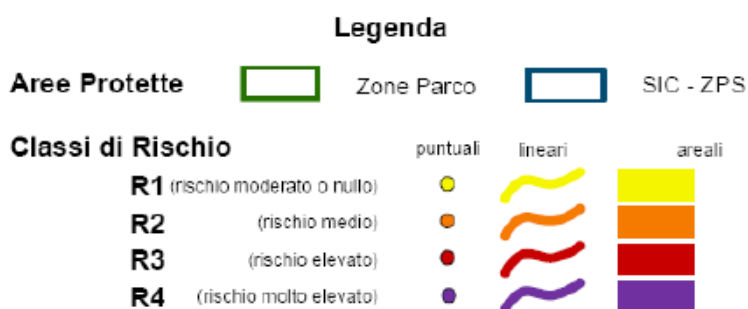 Legenda
Aree Protette Zone Parco SIC - ZPS
Classi di Rischio puntuali lineari areali
R1 (rischio moderato o nullo)
R2 (rischio medio)
R3 (rischio elevato)
R4 (rischio molto elevato)